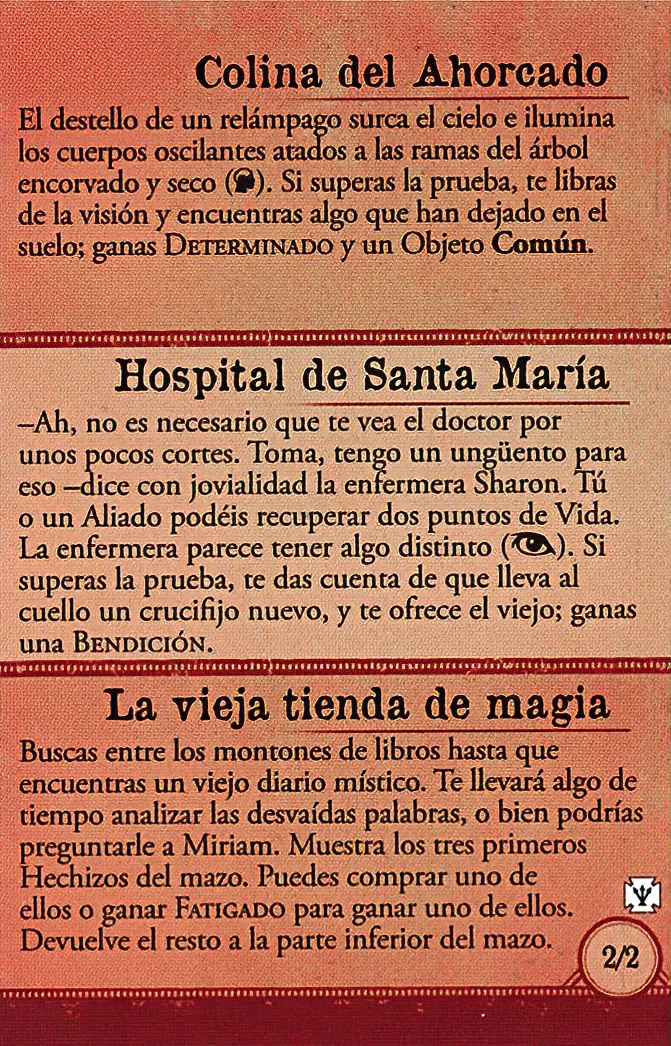 Colina del Ahorcado
El destello de un relámpago surca el cielo e ilumina
los cuerpos oscilantes atados a las ramas del árbol
encorvado y seco (). Si superas la prueba, te libras
de la visión y encuentras algo que han dejado en el
suelo; ganas DETERMINADO y un Objeto Común.
Hospital de Santa María
–Ah, no es necesario que te vea el doctor por
unos pocos cortes. Toma, tengo un ungüento para
eso –dice con jovialidad la enfermera Sharon. Tú
o un Aliado podéis recuperar dos puntos de Vida.
La enfermera parece tener algo distinto (). Si
superas la prueba, te das cuenta de que lleva al
cuello un crucifijo nuevo, y te ofrece el viejo; ganas
una BENDICIÓN.
La vieja tienda de magia
Buscas entre los montones de libros hasta que
encuentras un viejo diario místico. Te llevará algo de
tiempo analizar las desvaídas palabras, o bien podrías
preguntarle a Miriam. Muestra los tres primeros
Hechizos del mazo. Puedes comprar uno de
ellos o ganar FATIGADO para ganar uno de ellos.
Devuelve el resto a la parte inferior del mazo.
2/2